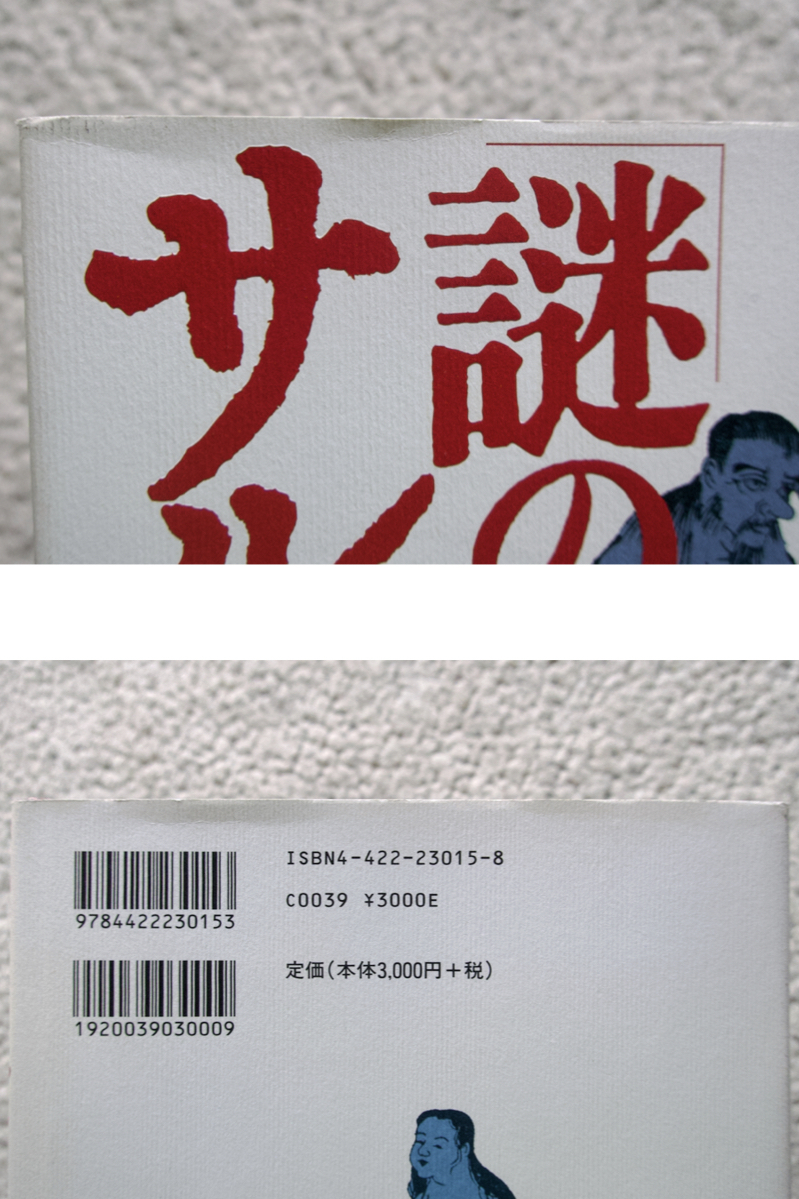 「謎の
サル
ISBN4-422-23015-8
C0039 ¥3000E
9784422230153
定価(本体3,000円+税)
1920039030009